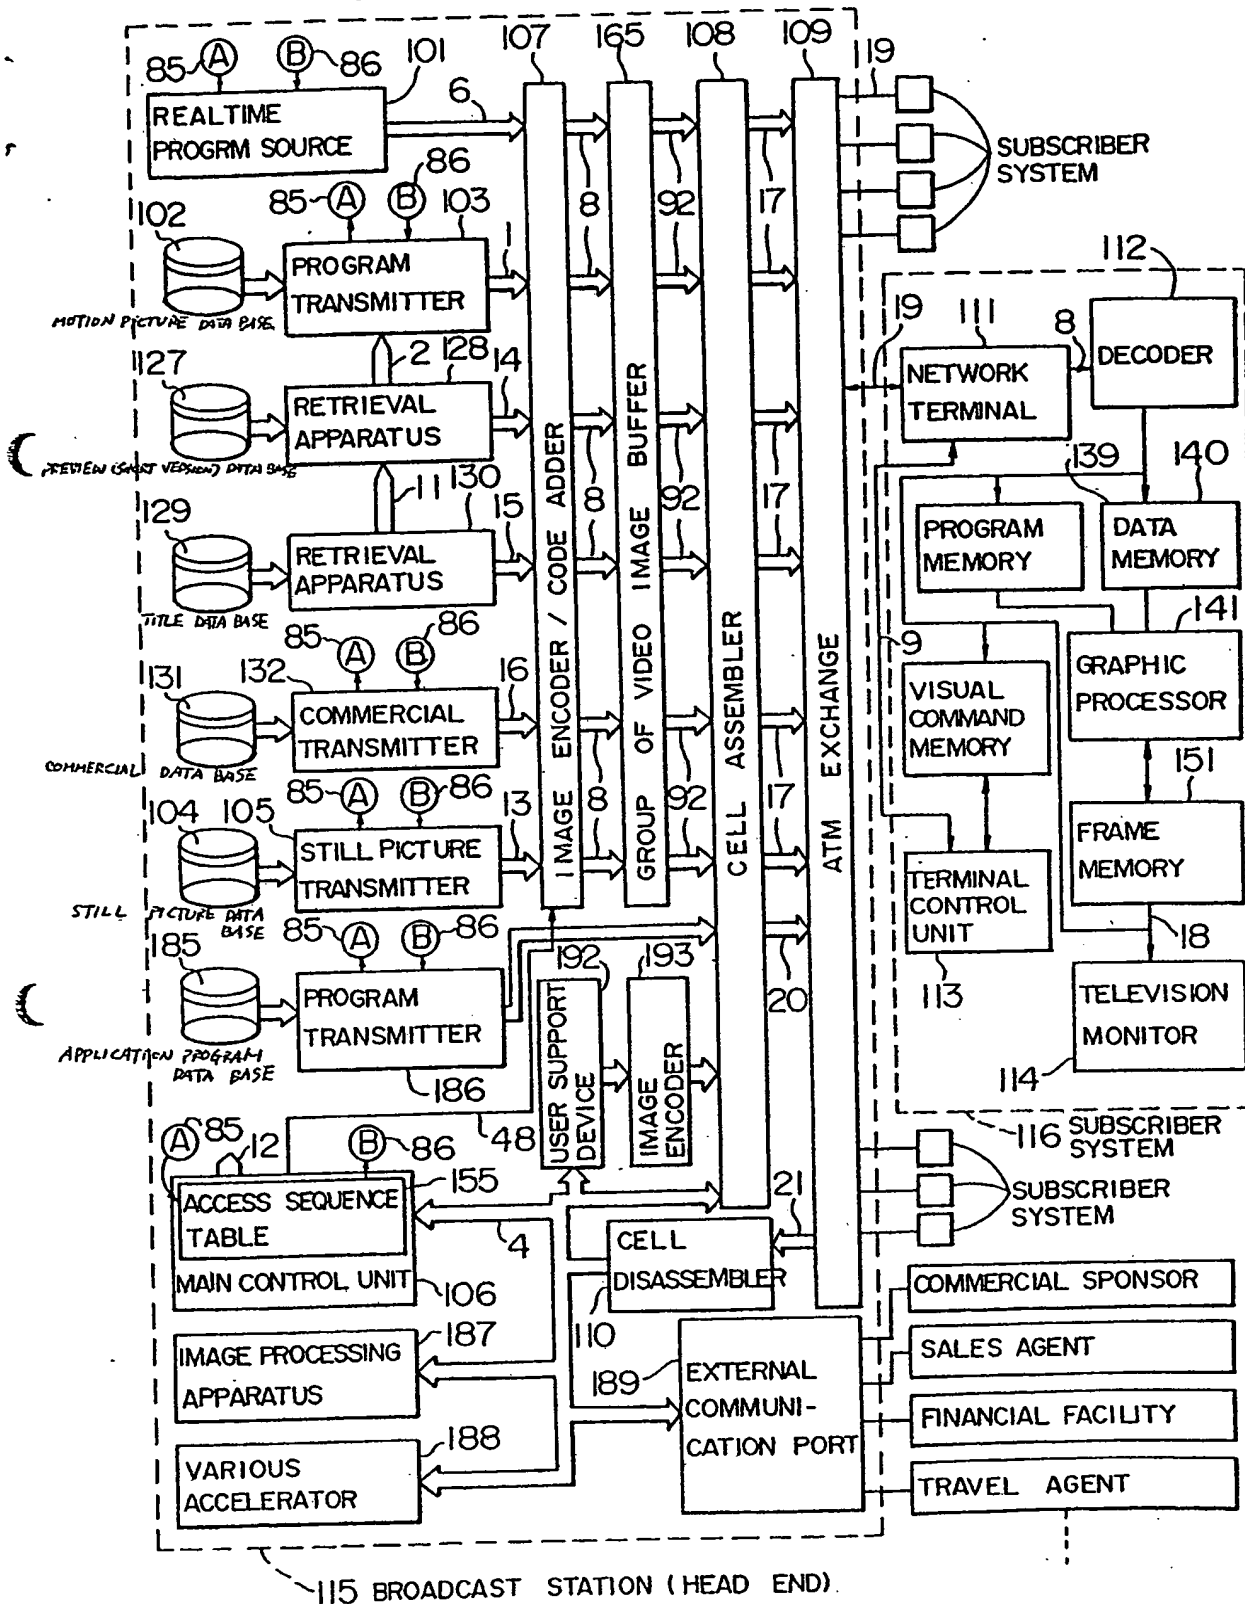 107
165
108
109
85
A
B
86
101
6
19
REALTIME
PROGRM SOURCE
SUBSCRIBER
SYSTEM
8
92
17
102
85
A
B
86
103
1
PROGRAM
TRANSMITTER
MOTION PICTURE DATA BASE
112
19
111
8
DECODER
NETWORK
TERMINAL
127
2
128
14
RETRIEVAL
APPARATUS
PREVIEW (SHORT VERSION) DATA BASE
8
92
17
139
140
PROGRAM
MEMORY
DATA
MEMORY
129
11
130
15
RETRIEVAL
APPARATUS
TITLE DATA BASE
IMAGE ENCODER / CODE ADDER
GROUP OF VIDEO IMAGE BUFFER
CELL ASSEMBLER
ATM EXCHANGE
9
141
GRAPHIC
PROCESSOR
VISUAL
COMMAND
MEMORY
131
132
85
A
B
86
16
COMMERCIAL
TRANSMITTER
COMMERCIAL DATA BASE
8
92
17
151
FRAME
MEMORY
104
105
85
A
B
86
13
STILL PICTURE
TRANSMITTER
STILL PICTURE DATA
BASE
TERMINAL
CONTROL
UNIT
113
18
TELEVISION
MONITOR
114
185
85
A
B
86
PROGRAM
TRANSMITTER
186
APPLICATION PROGRAM
DATA BASE
192
193
20
USER SUPPORT
DEVICE
IMAGE
ENCODER
116 SUBSCRIBER
SYSTEM
A
85
12
B
86
48
155
ACCESS SEQUENCE
TABLE
MAIN CONTROL UNIT
106
4
21
SUBSCRIBER
SYSTEM
CELL
DISASSEMBLER
110
187
IMAGE PROCESSING
APPARATUS
188
VARIOUS
ACCELERATOR
189
EXTERNAL
COMMUNI-
CATION PORT
COMMERCIAL SPONSOR
SALES AGENT
FINANCIAL FACILITY
TRAVEL AGENT
115 BROADCAST STATION (HEAD END)